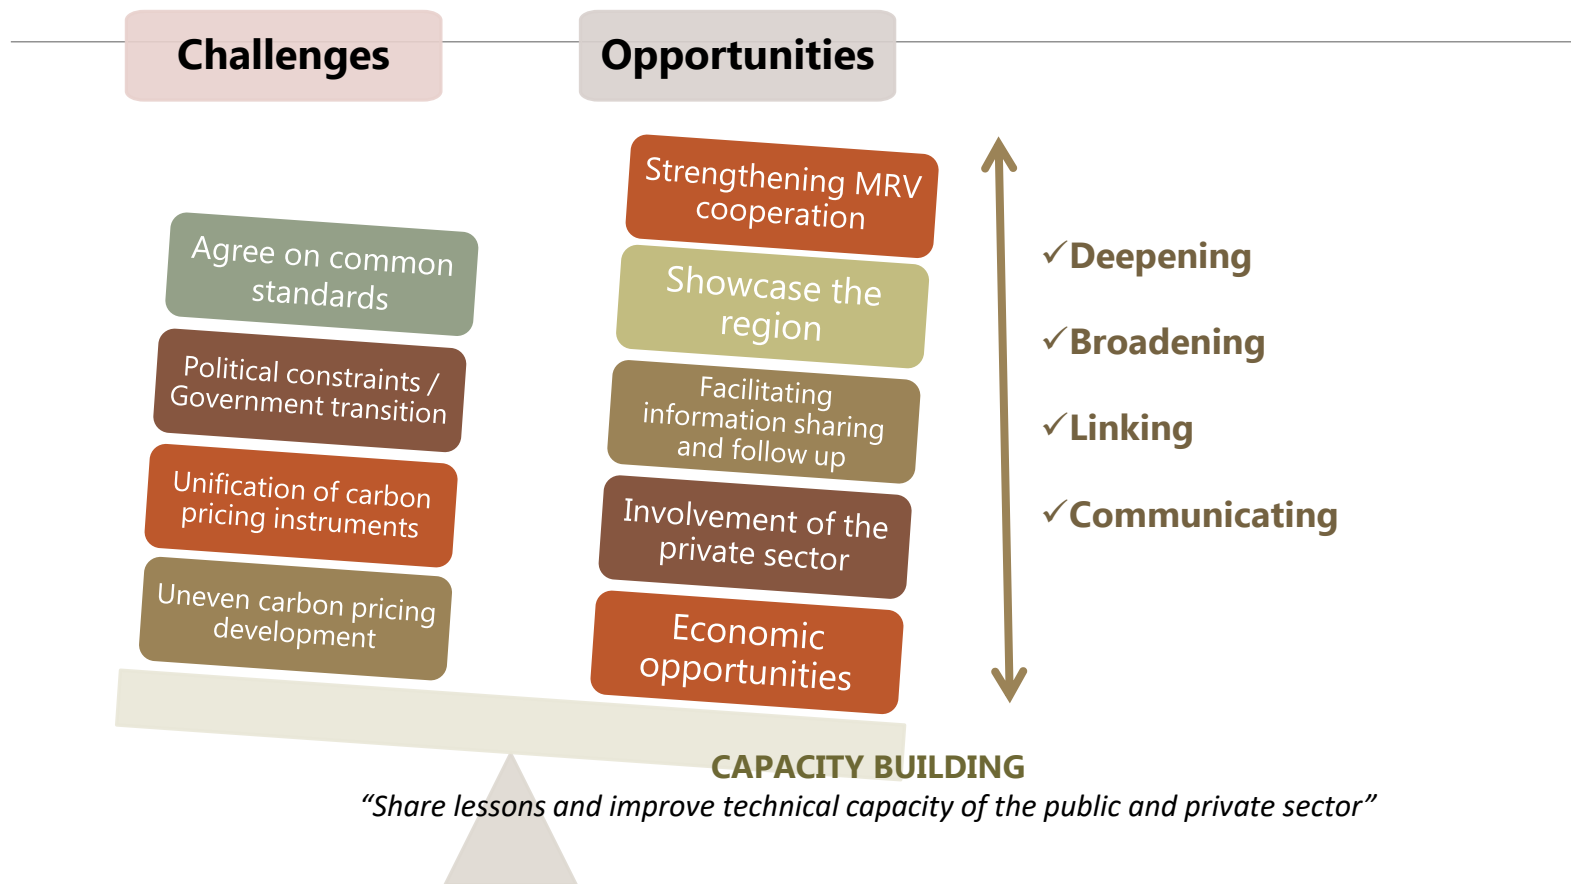 Challenges
Opportunities
Agree on common
standards
Political constraints /
Government transition
Unification of carbon
pricing instruments
Uneven carbon pricing
development
Strengthening MRV
cooperation
Showcase the
region
Facilitating
information sharing
and follow up
Involvement of the
private sector
Economic
opportunities
✓Deepening
✓Broadening
✓Linking
✓Communicating
CAPACITY BUILDING
“Share lessons and improve technical capacity of the public and private sector”